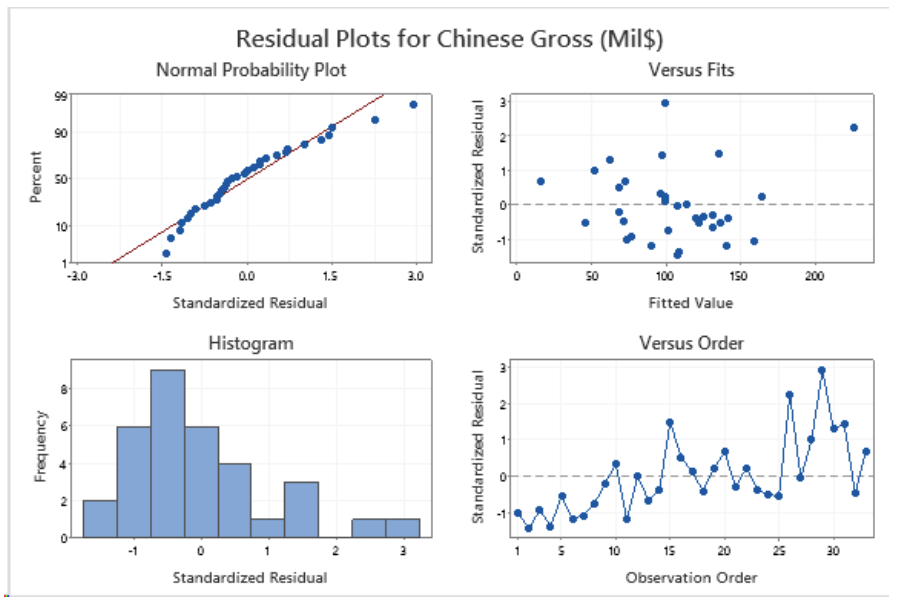 Residual Plots for Chinese Gross (Mil$)
Normal Probability Plot
Versus Fits
99
90
50
10
1
Percent
-3.0 -1.5 0.0 1.5 3.0
Standardized Residual
3
2
1
0
-1
Standardized Residual
0 50 100 150 200
Fitted Value
Histogram
Versus Order
8
6
4
2
0
Frequency
-1 0 1 2 3
Standardized Residual
3
2
1
0
-1
Standardized Residual
1 5 10 15 20 25 30
Observation Order